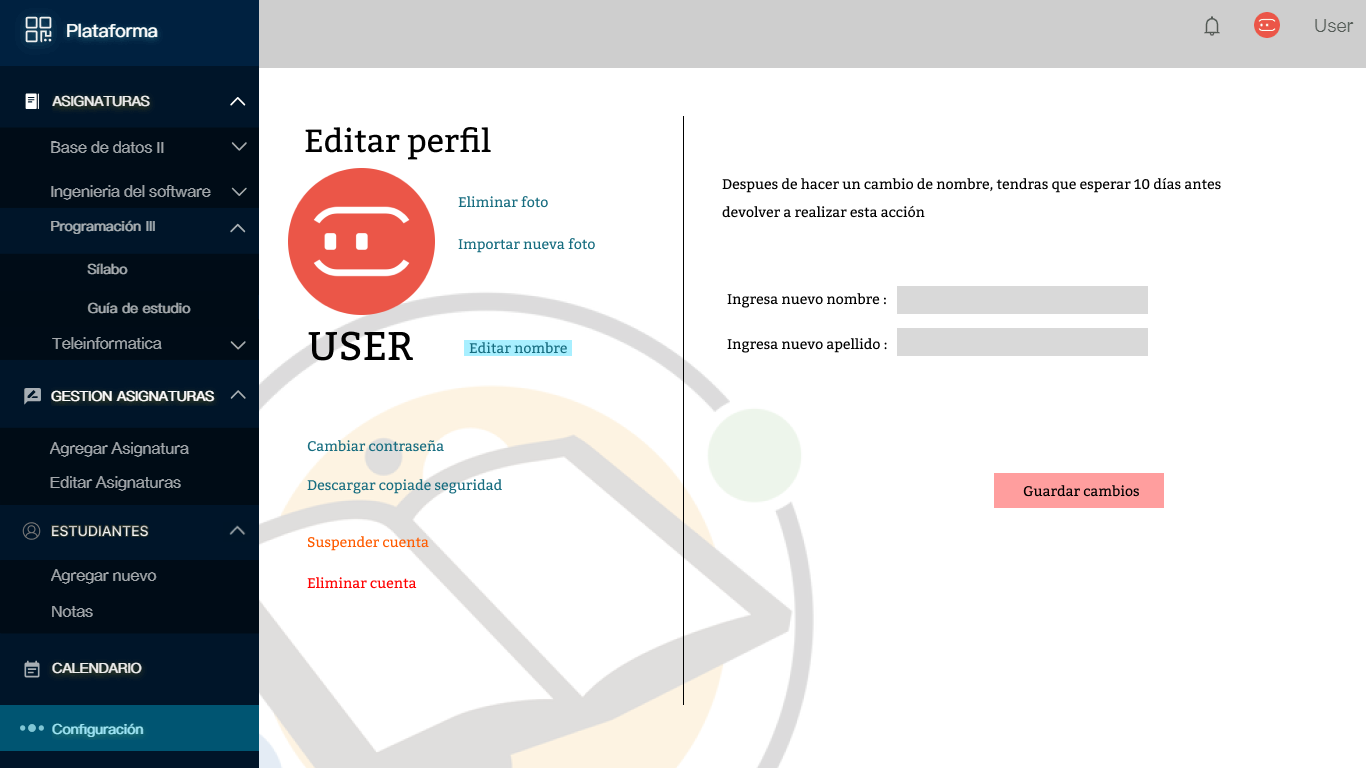 Plataforma
User
ASIGNATURAS
Base de datos II
Ingenieria del software
Programación III
Sílabo
Guía de estudio
Teleinformatica
GESTION ASIGNATURAS
Agregar Asignatura
Editar Asignaturas
ESTUDIANTES
Agregar nuevo
Notas
CALENDARIO
Configuración
Editar perfil
Eliminar foto
Importar nueva foto
USER
Editar nombre
Cambiar contraseña
Descargar copiade seguridad
Suspender cuenta
Eliminar cuenta
Despues de hacer un cambio de nombre, tendras que esperar 10 días antes
devolver a realizar esta acción
Ingresa nuevo nombre :
Ingresa nuevo apellido :
Guardar cambios